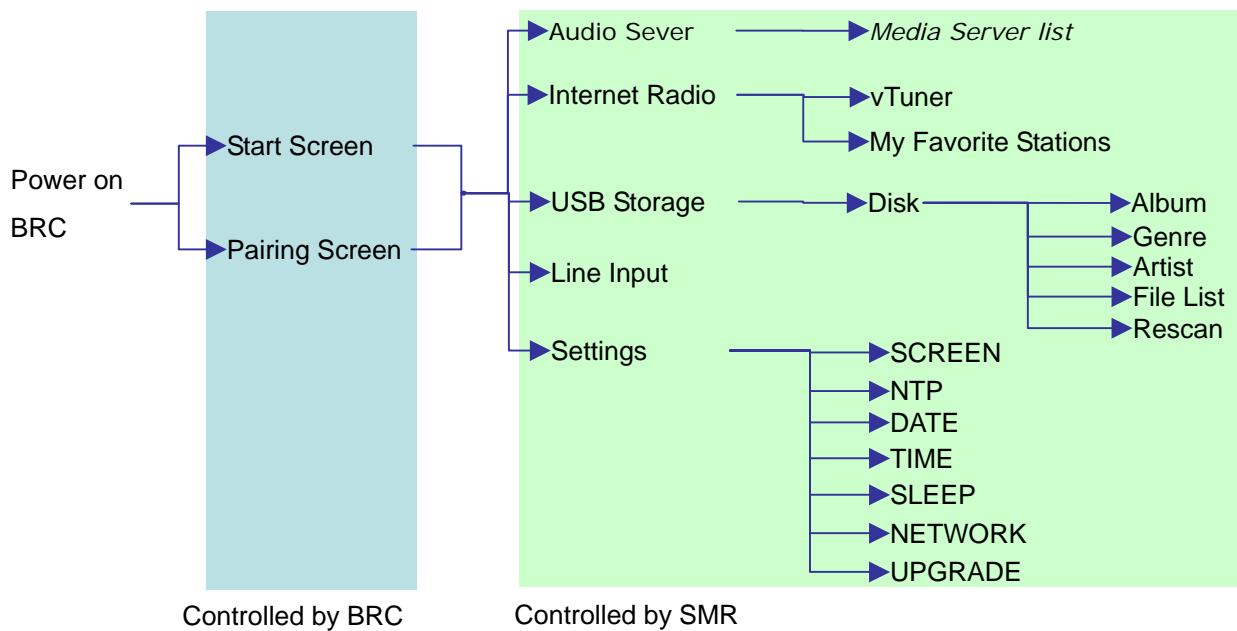 Power on
BRC
Start Screen
Pairing Screen
Audio Sever
Media Server list
Internet Radio
vTuner
My Favorite Stations
USB Storage
Disk
Album
Genre
Artist
File List
Rescan
Line Input
Settings
SCREEN
NTP
DATE
TIME
SLEEP
NETWORK
UPGRADE
Controlled by BRC
Controlled by SMR